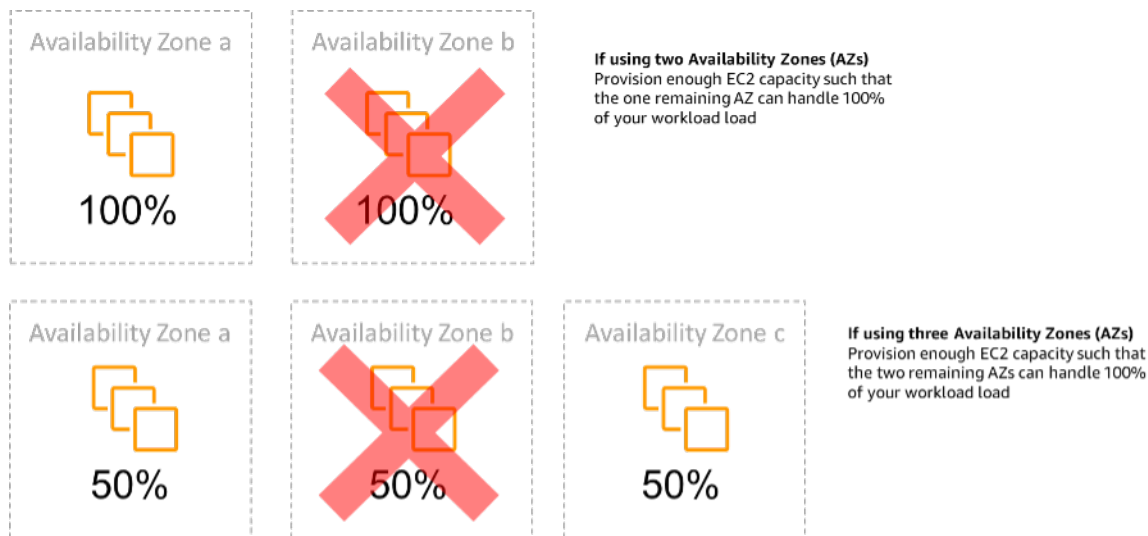 Availability Zone a
Availability Zone b
If using two Availability Zones (AZs)
Provision enough EC2 capacity such that
the one remaining AZ can handle 100%
of your workload load
100%
100%
Availability Zone a
Availability Zone b
Availability Zone c
If using three Availability Zones (AZs)
Provision enough EC2 capacity such that
the two remaining AZs can handle 100%
of your workload load
50%
50%
50%